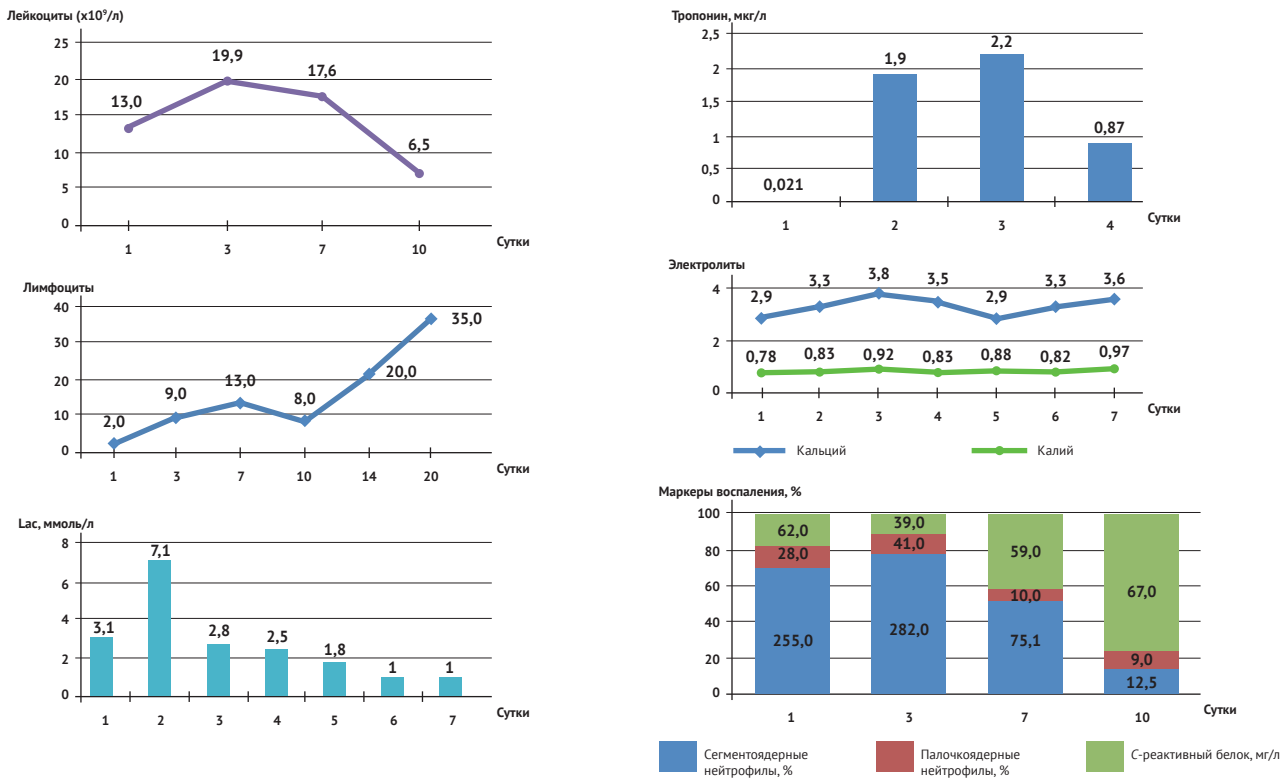 Лейкоциты (x10⁹/л)
25
20
15
10
5
0
13,0
19,9
17,6
6,5
1 3 7 10
Сутки
Лимфоциты
40
30
20
10
0
2,0
9,0
13,0
8,0
20,0
35,0
1 3 7 10 14 20
Сутки
Lac, ммоль/л
8
6
4
2
0
3,1
7,1
2,8
2,5
1,8
1
1
1 2 3 4 5 6 7
Сутки
Тропонин, мкг/л
2,5
2
1,5
1
0,5
0
0,021
1,9
2,2
0,87
1 2 3 4
Сутки
Электролиты
4
2
0
2,9 3,3 3,8 3,5 2,9 3,3 3,6
0,78 0,83 0,92 0,83 0,88 0,82 0,97
1 2 3 4 5 6 7
Сутки
Кальций
Калий
Маркеры воспаления, %
100
80
60
40
20
0
62,0
28,0
255,0
39,0
41,0
282,0
59,0
10,0
75,1
67,0
9,0
12,5
1 3 7 10
Сутки
Сегментоядерные
нейтрофилы, %
Палочкоядерные
нейтрофилы, %
С-реактивный белок, мг/л